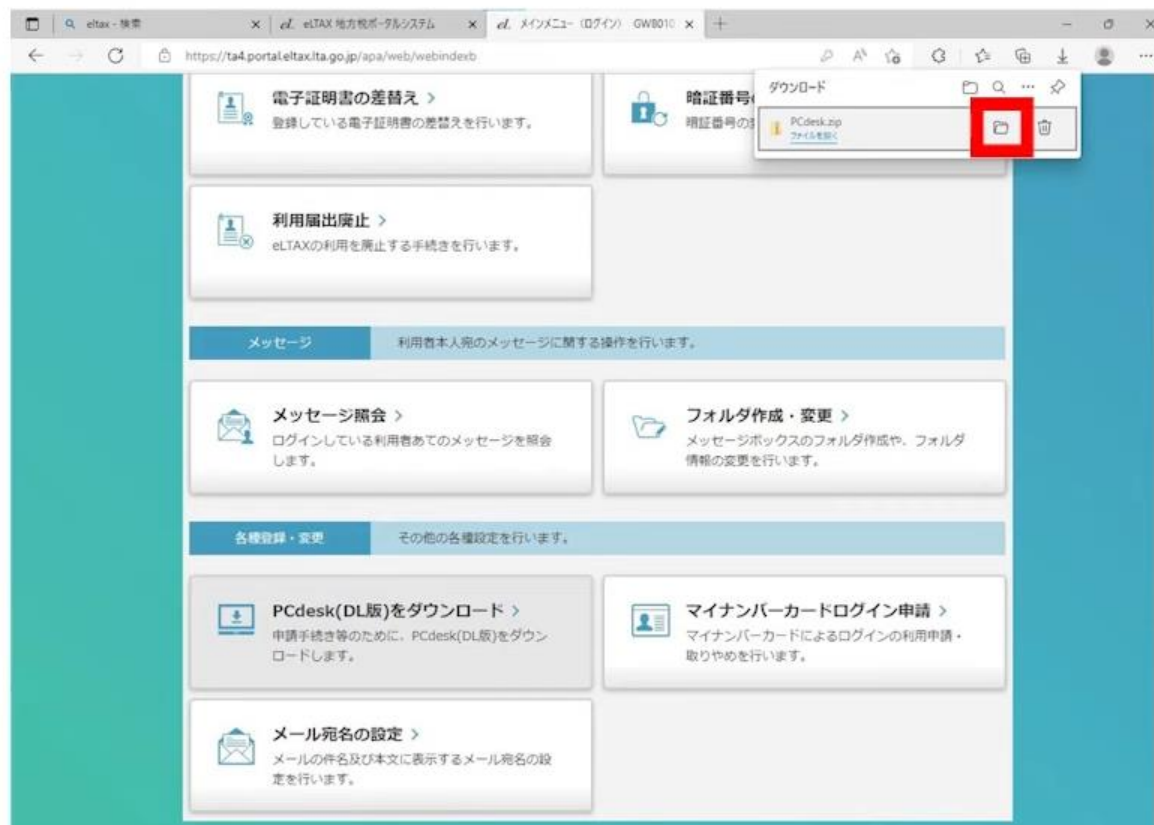 eltax - 検索
eLTAX 地方税ポータルシステム
メインメニュー（ログイン） GWB010
https://ta4.portal.eltax.lta.go.jp/apa/web/webindexb
ダウンロード
PCdesk.zip
ファイルを開く
電子証明書の差替え >
登録している電子証明書の差替えを行います。
暗証番号
暗証番号の
利用届出廃止 >
eLTAXの利用を廃止する手続きを行います。
メッセージ
利用者本人宛のメッセージに関する操作を行います。
メッセージ照会 >
ログインしている利用者あてのメッセージを照会
します。
フォルダ作成・変更 >
メッセージボックスのフォルダ作成や、フォルダ
情報の変更を行います。
各種登録・変更
その他の各種設定を行います。
PCdesk(DL版)をダウンロード >
申請手続き等のために、PCdesk(DL版)をダウン
ロードします。
マイナンバーカードログイン申請 >
マイナンバーカードによるログインの利用申請・
取りやめを行います。
メール宛名の設定 >
メールの件名及び本文に表示するメール宛名の設
定を行います。